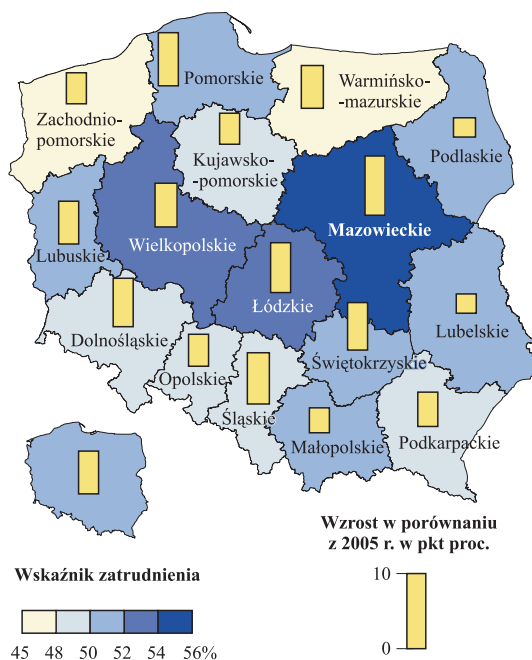 Pomorskie
Warmińsko-
-mazurskie
Zachodnio-
pomorskie
Kujawsko-
-pomorskie
Podlaskie
Mazowieckie
Wielkopolskie
Lubuskie
Łódzkie
Lubelskie
Dolnośląskie
Świętokrzyskie
Opolskie
Śląskie
Małopolskie
Podkarpackie
Wzrost w porównaniu
z 2005 r. w pkt proc.
10
0
Wskaźnik zatrudnienia
45 48 50 52 54 56%